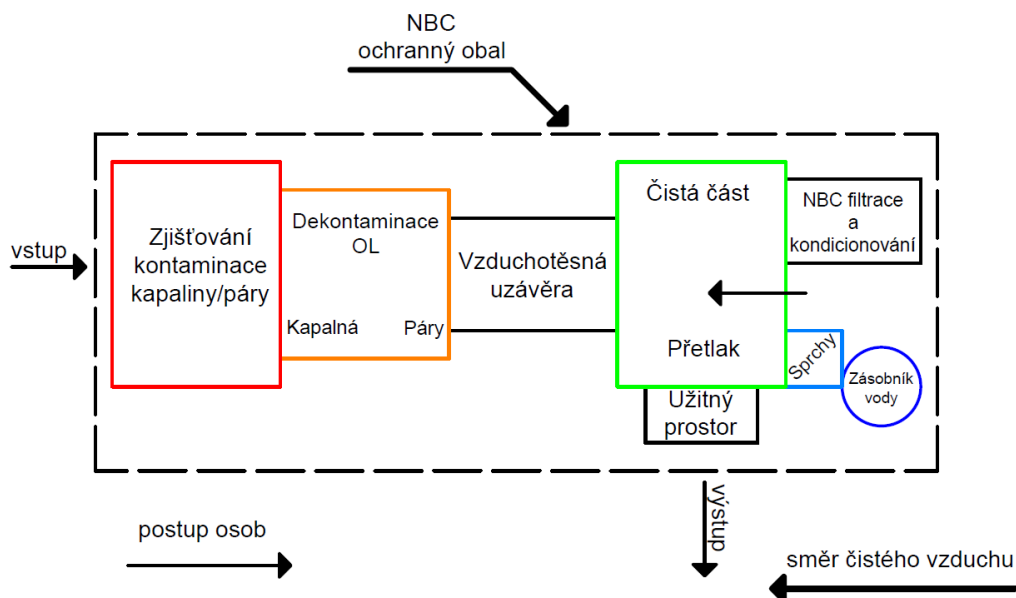 NBC
ochranný obal
vstup
Zjišťování
kontaminace
kapaliny/páry
Dekontaminace
OL
Kapalná
Páry
Vzduchotěsná
uzávěra
Čistá část
Přetlak
NBC filtrace
a
kondicionování
Sprchy
Zásobník
vody
Užitný
prostor
výstup
postup osob
směr čistého vzduchu